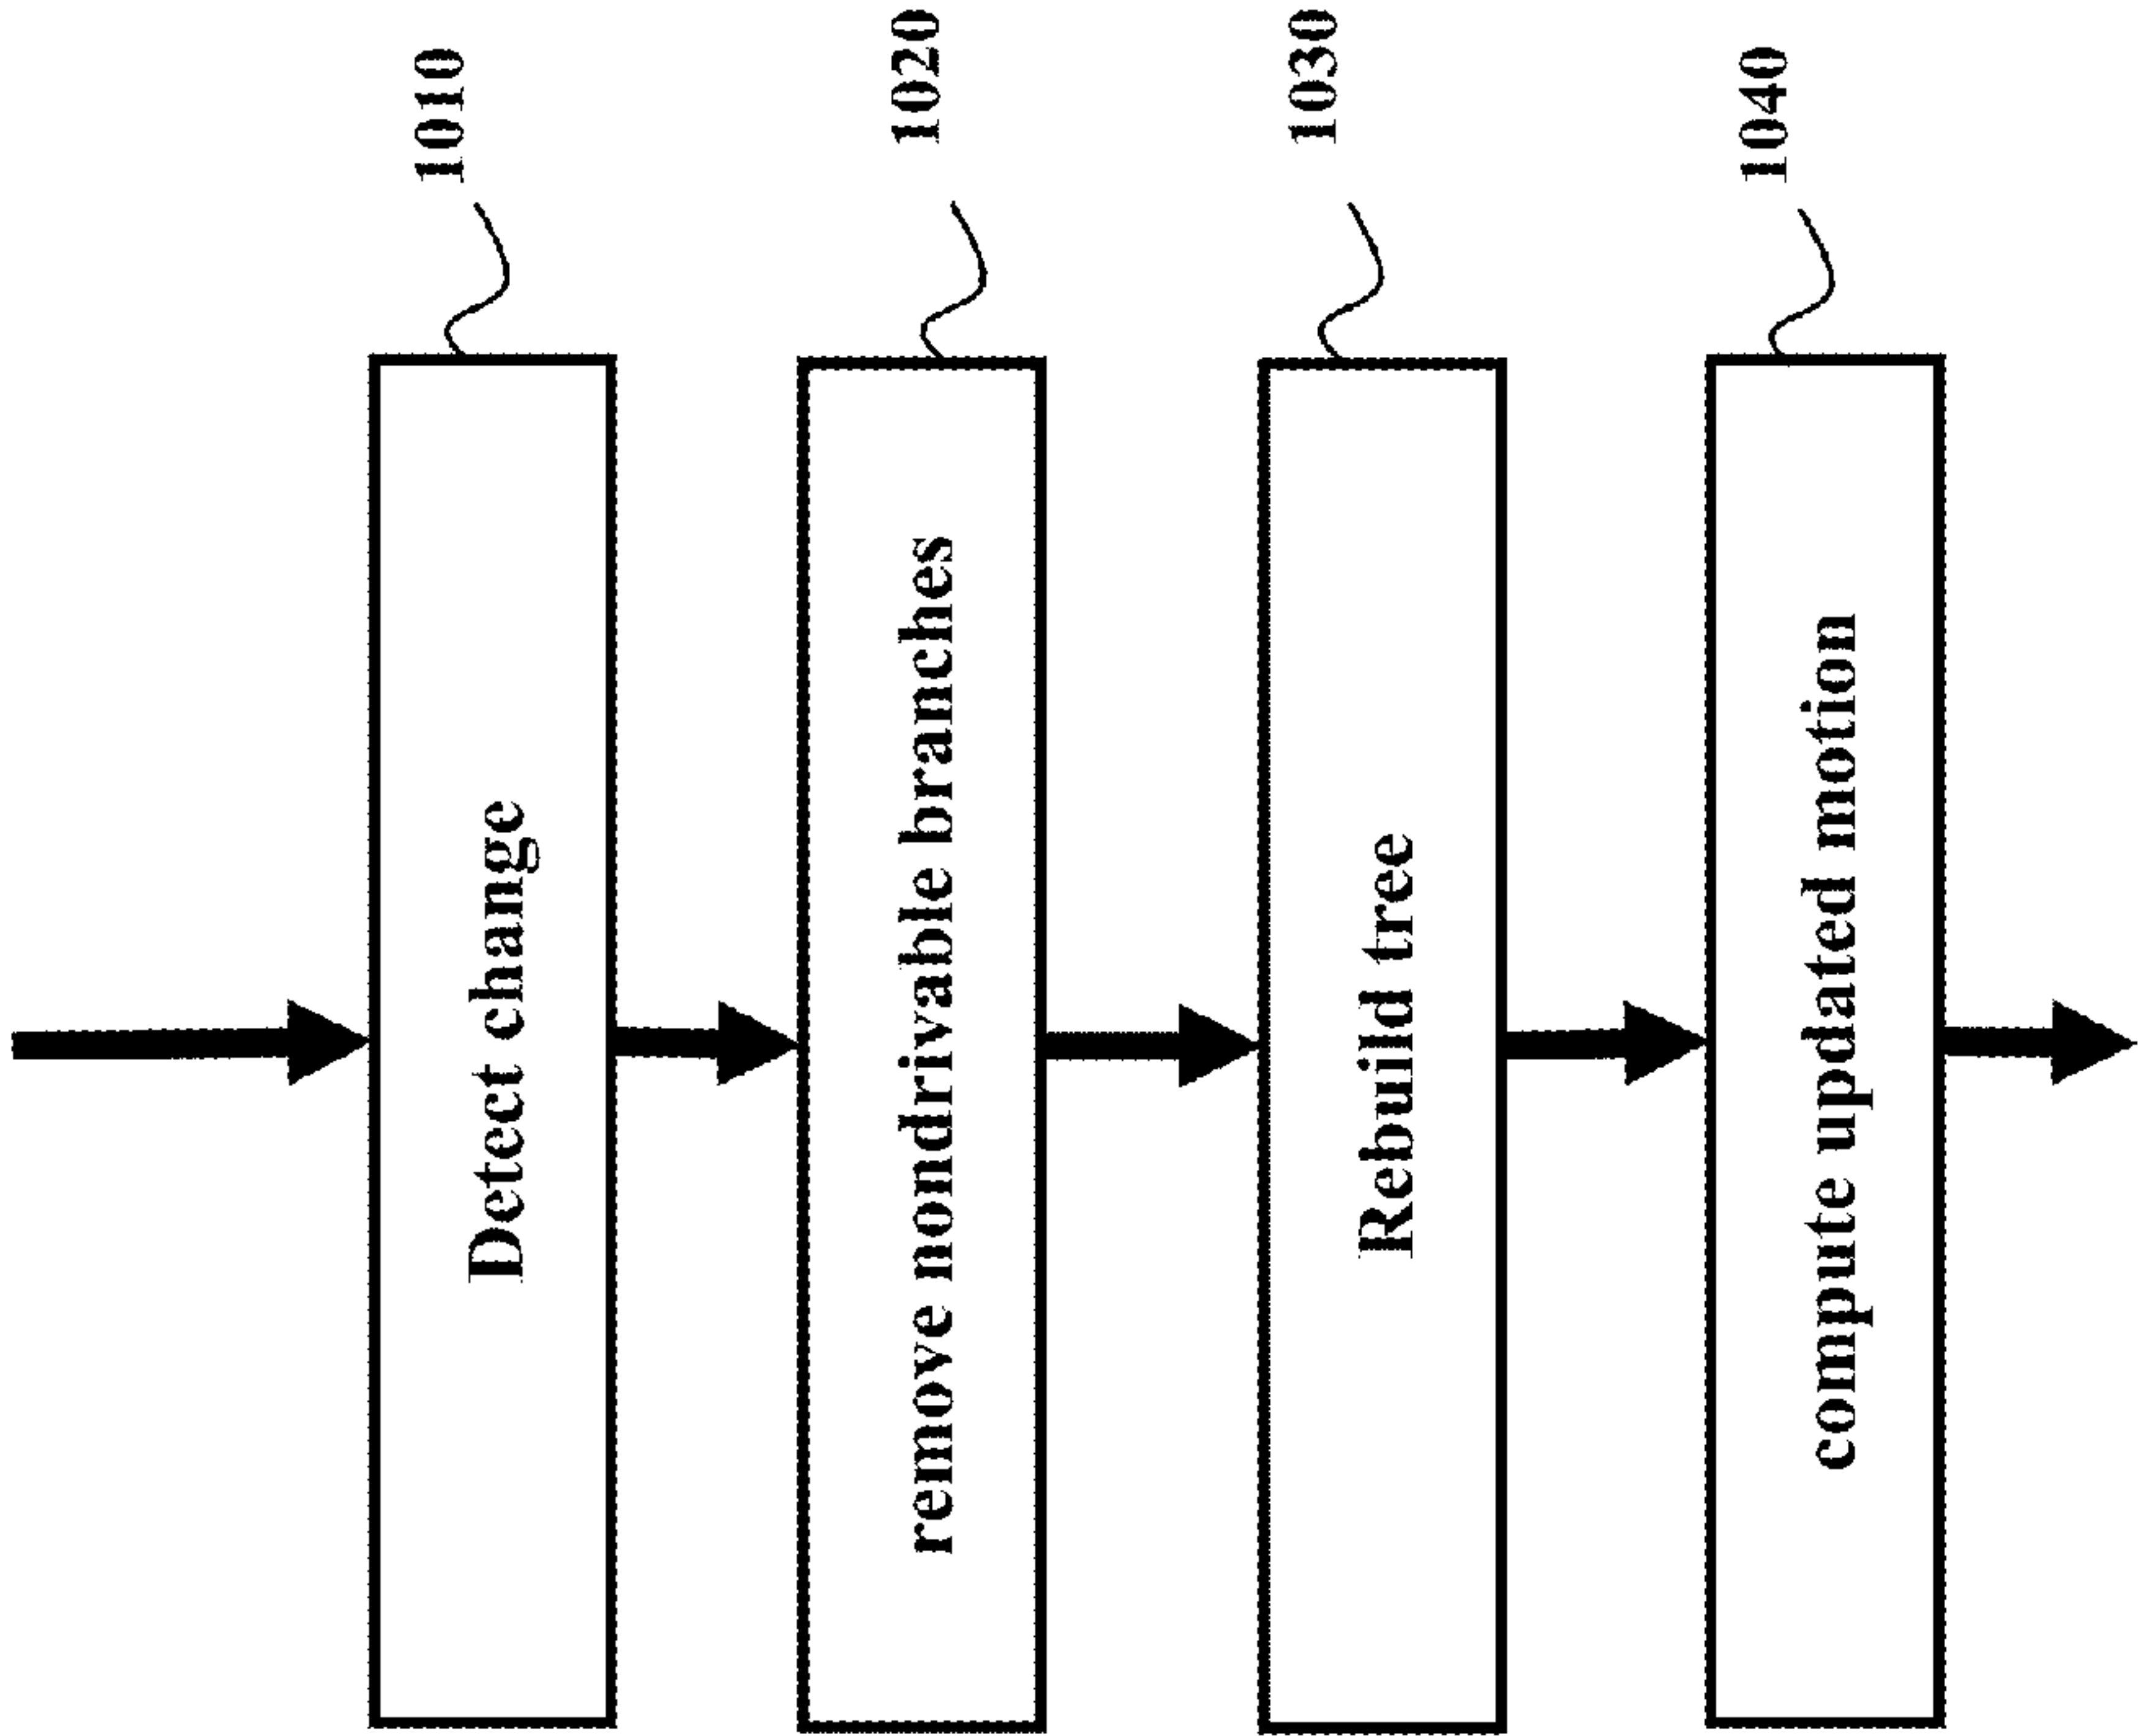 Detect change
1010
remove nondrivable branches
1020
Rebuild tree
1030
compute updated motion
1040